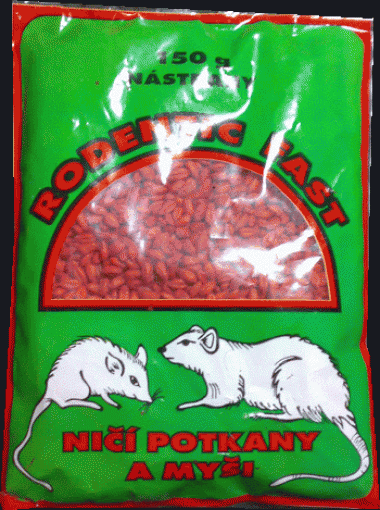 150 g
NÁSTRAHY
RODENTIC FAST
NIČÍ POTKANY
A MYŠI